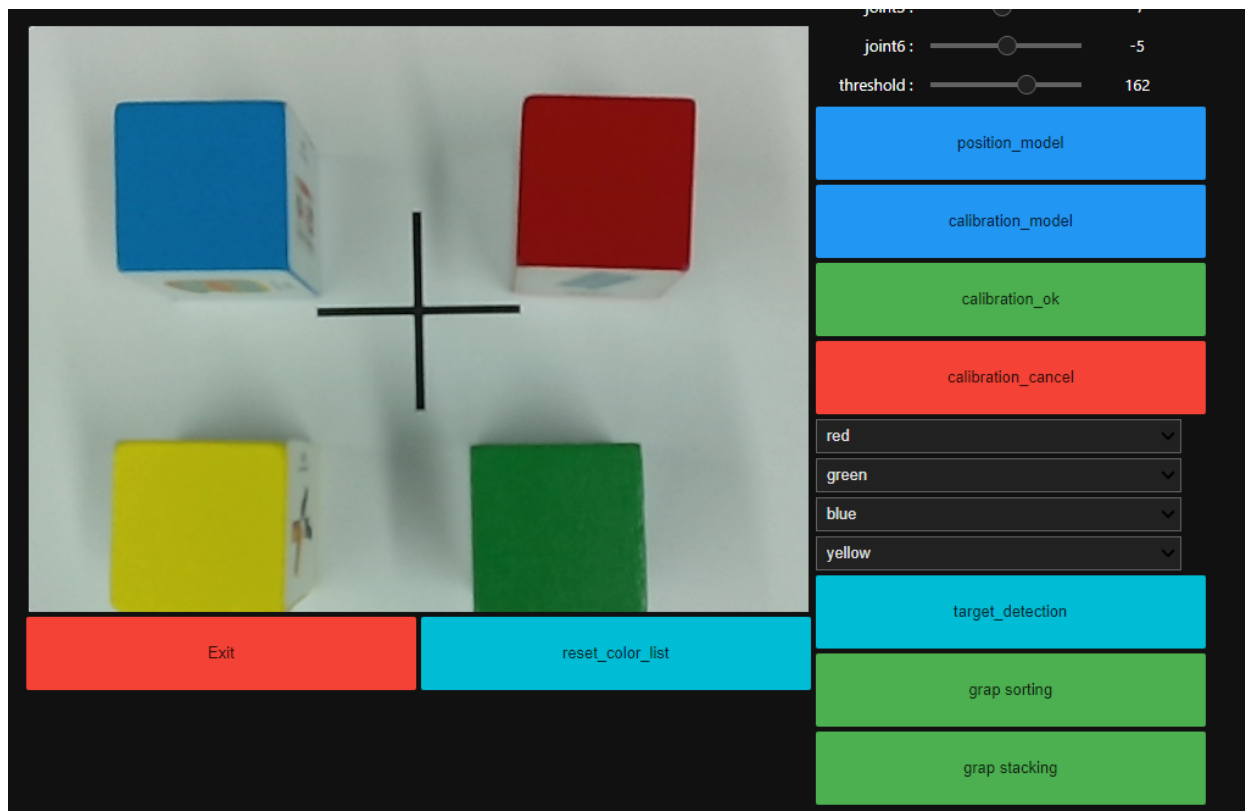 joint6 :
-5
threshold :
162
position_model
calibration_model
calibration_ok
calibration_cancel
red
green
blue
yellow
target_detection
Exit
reset_color_list
grap sorting
grap stacking